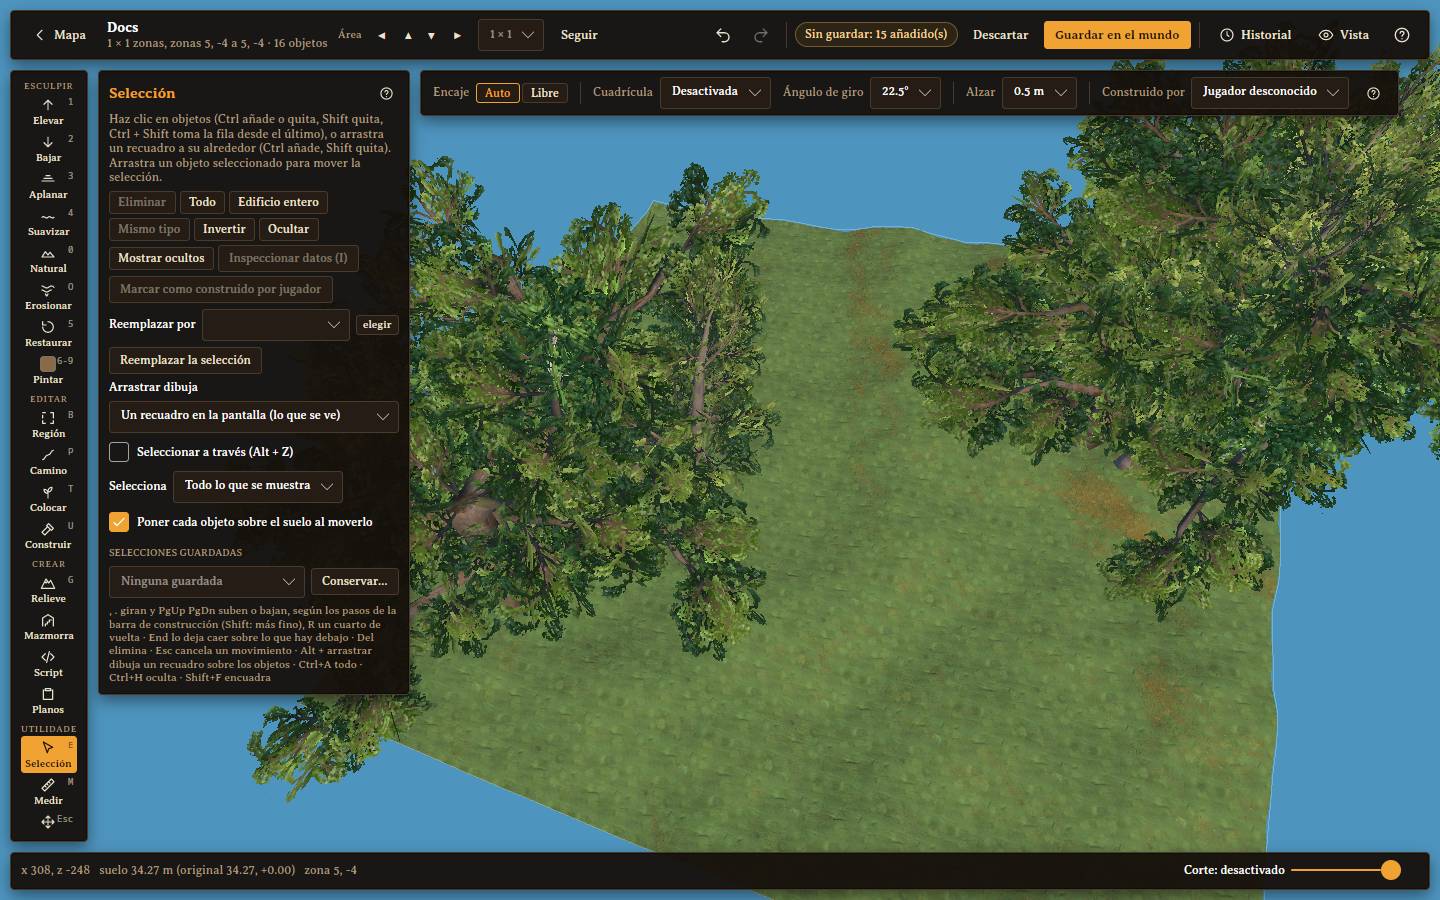 Mapa
Docs
1 × 1 zonas, zonas 5, -4 a 5, -4 · 16 objetos
Área
1 × 1
Seguir
Sin guardar: 15 añadido(s)
Descartar
Guardar en el mundo
Historial
Vista
ESCULPIR
1
Elevar
2
Bajar
3
Aplanar
4
Suavizar
0
Natural
O
Erosionar
5
Restaurar
6-9
Pintar
EDITAR
B
Región
P
Camino
T
Colocar
U
Construir
CREAR
G
Relieve
Mazmorra
Script
Planos
UTILIDADE
E
Selección
M
Medir
Esc
Selección
Haz clic en objetos (Ctrl añade o quita, Shift quita,
Ctrl + Shift toma la fila desde el último), o arrastra
un recuadro a su alrededor (Ctrl añade, Shift quita).
Arrastra un objeto seleccionado para mover la
selección.
Eliminar Todo Edificio entero
Mismo tipo Invertir Ocultar
Mostrar ocultos Inspeccionar datos (I)
Marcar como construido por jugador
Reemplazar por elegir
Reemplazar la selección
Arrastrar dibuja
Un recuadro en la pantalla (lo que se ve)
Seleccionar a través (Alt + Z)
Selecciona Todo lo que se muestra
Poner cada objeto sobre el suelo al moverlo
SELECCIONES GUARDADAS
Ninguna guardada Conservar...
, . giran y PgUp PgDn suben o bajan, según los pasos de la
barra de construcción (Shift: más fino), R un cuarto de
vuelta · End lo deja caer sobre lo que hay debajo · Del
elimina · Esc cancela un movimiento · Alt + arrastrar
dibuja un recuadro sobre los objetos · Ctrl+A todo ·
Ctrl+H oculta · Shift+F encuadra
Encaje Auto Libre Cuadrícula Desactivada Ángulo de giro 22.5° Alzar 0.5 m Construido por Jugador desconocido
x 308, z -248 suelo 34.27 m (original 34.27, +0.00) zona 5, -4
Corte: desactivado